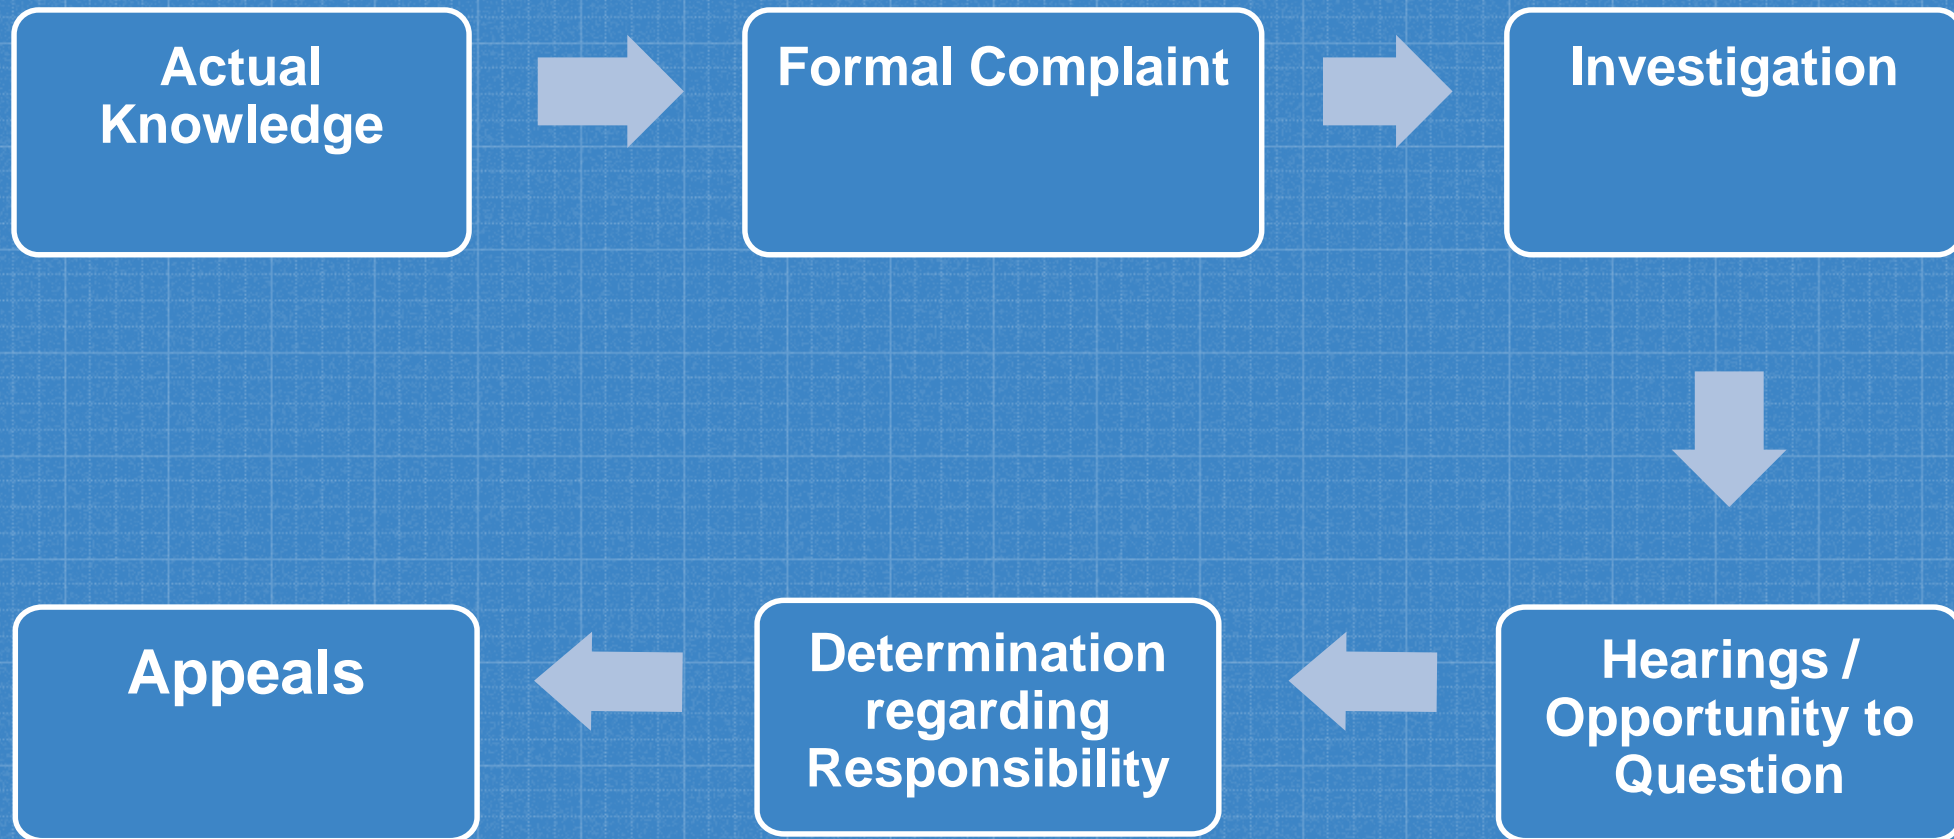 Actual
Knowledge
Formal Complaint
Investigation
Hearings /
Opportunity to
Question
Determination
regarding
Responsibility
Appeals